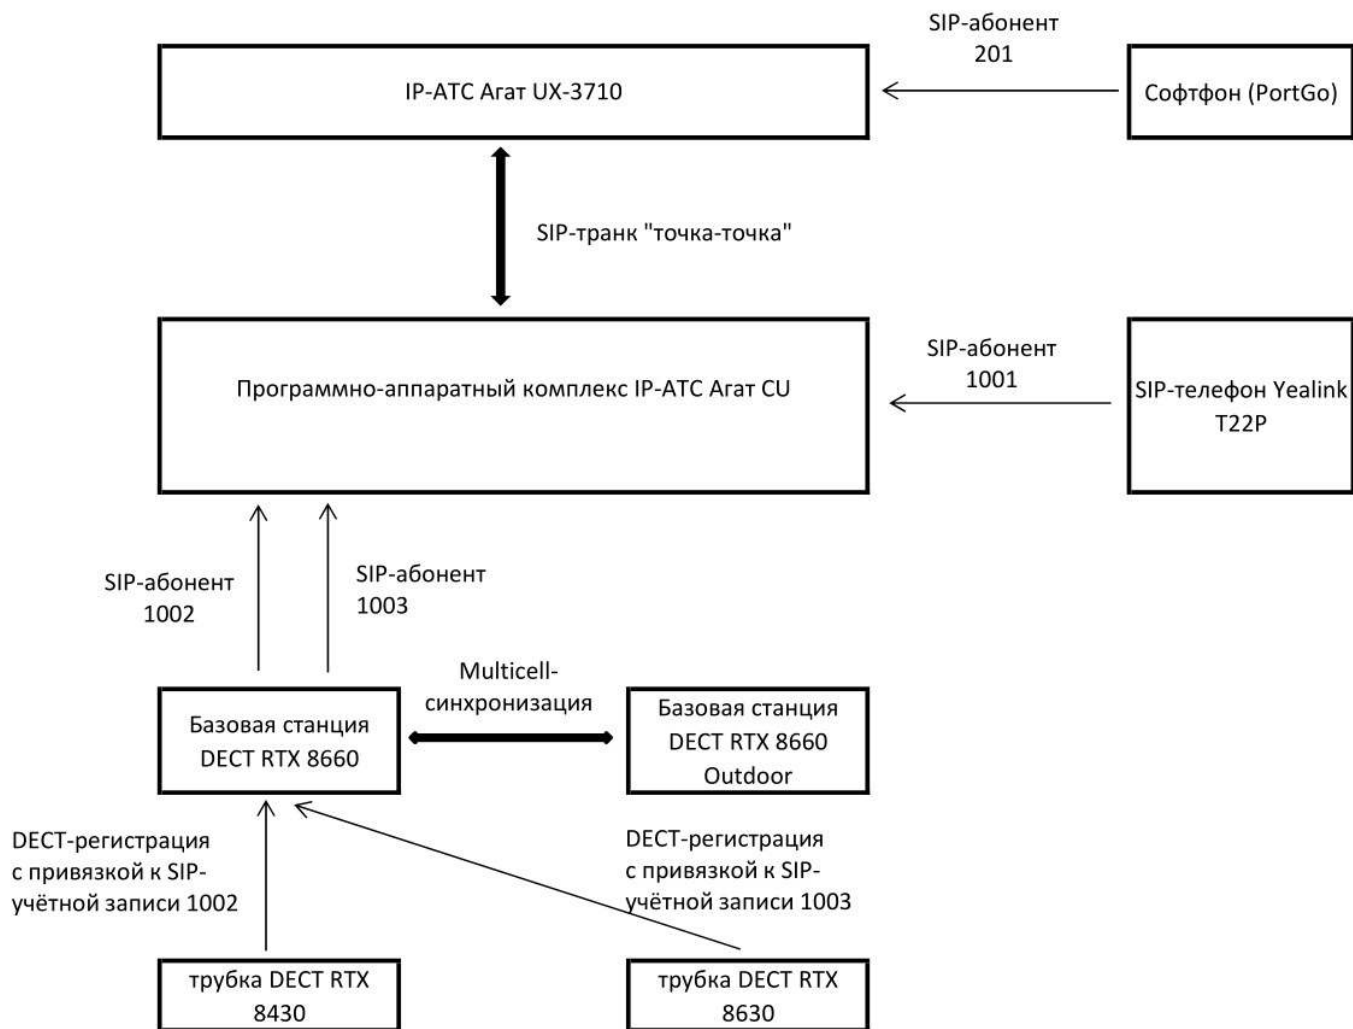 SIP-абонент
201
IP-АТС Агат UX-3710
Софтфон (PortGo)
SIP-транк "точка-точка"
SIP-абонент
1001
Программно-аппаратный комплекс IP-АТС Агат CU
SIP-телефон Yealink
T22P
SIP-абонент
1002
SIP-абонент
1003
Multicell-
синхронизация
Базовая станция
DECT RTX 8660
Базовая станция
DECT RTX 8660
Outdoor
DECT-регистрация
с привязкой к SIP-
учётной записи 1002
DECT-регистрация
с привязкой к SIP-
учётной записи 1003
трубка DECT RTX
8430
трубка DECT RTX
8630